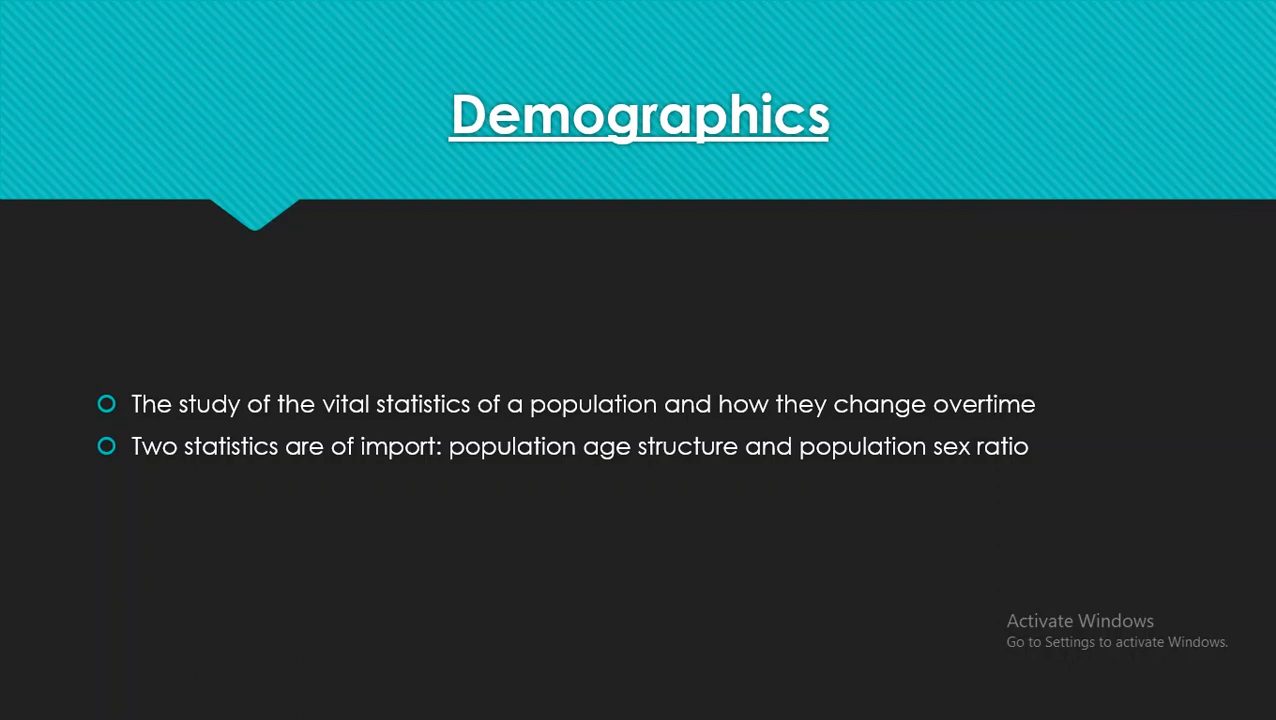 Demographics
The study of the vital statistics of a population and how they change overtime
Two statistics are of import: population age structure and population sex ratio
Activate Windows
Go to Settings to activate Windows.